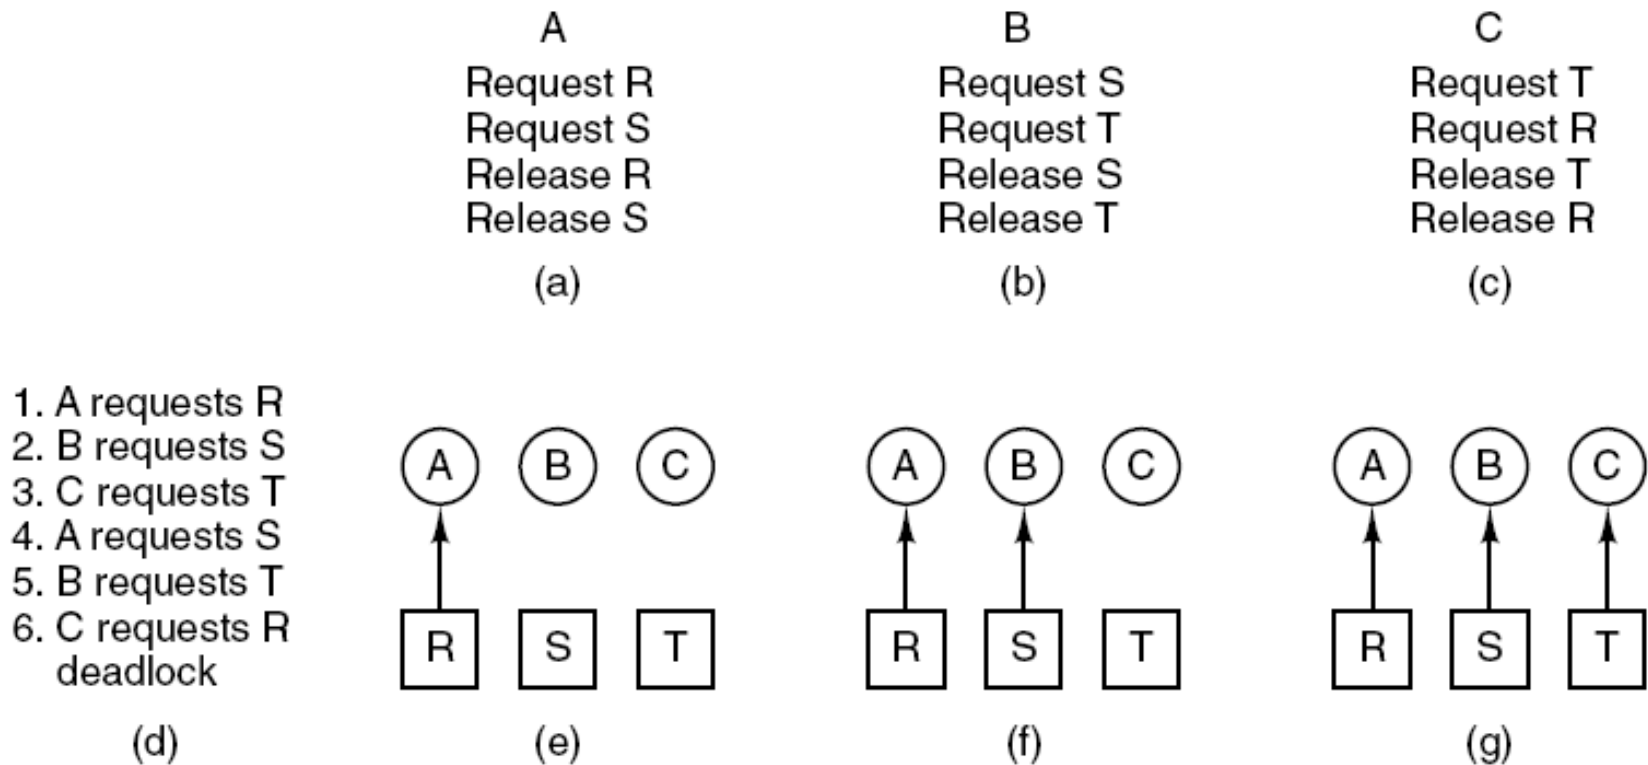 A B C
Request R Request S Request T
Request S Request T Request R
Release R Release S Release T
Release S Release T Release R
(a) (b) (c)
1. A requests R
2. B requests S
3. C requests T
4. A requests S
5. B requests T
6. C requests R
deadlock
(d)
A B C
R S T
(e)
A B C
R S T
(f)
A B C
R S T
(g)